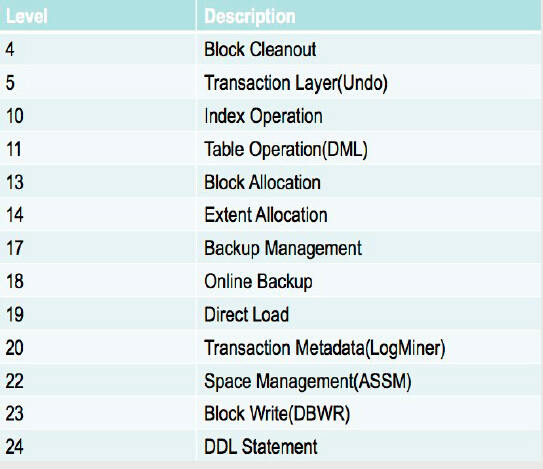 Level Description
4 Block Cleanout
5 Transaction Layer(Undo)
10 Index Operation
11 Table Operation(DML)
13 Block Allocation
14 Extent Allocation
17 Backup Management
18 Online Backup
19 Direct Load
20 Transaction Metadata(LogMiner)
22 Space Management(ASSM)
23 Block Write(DBWR)
24 DDL Statement